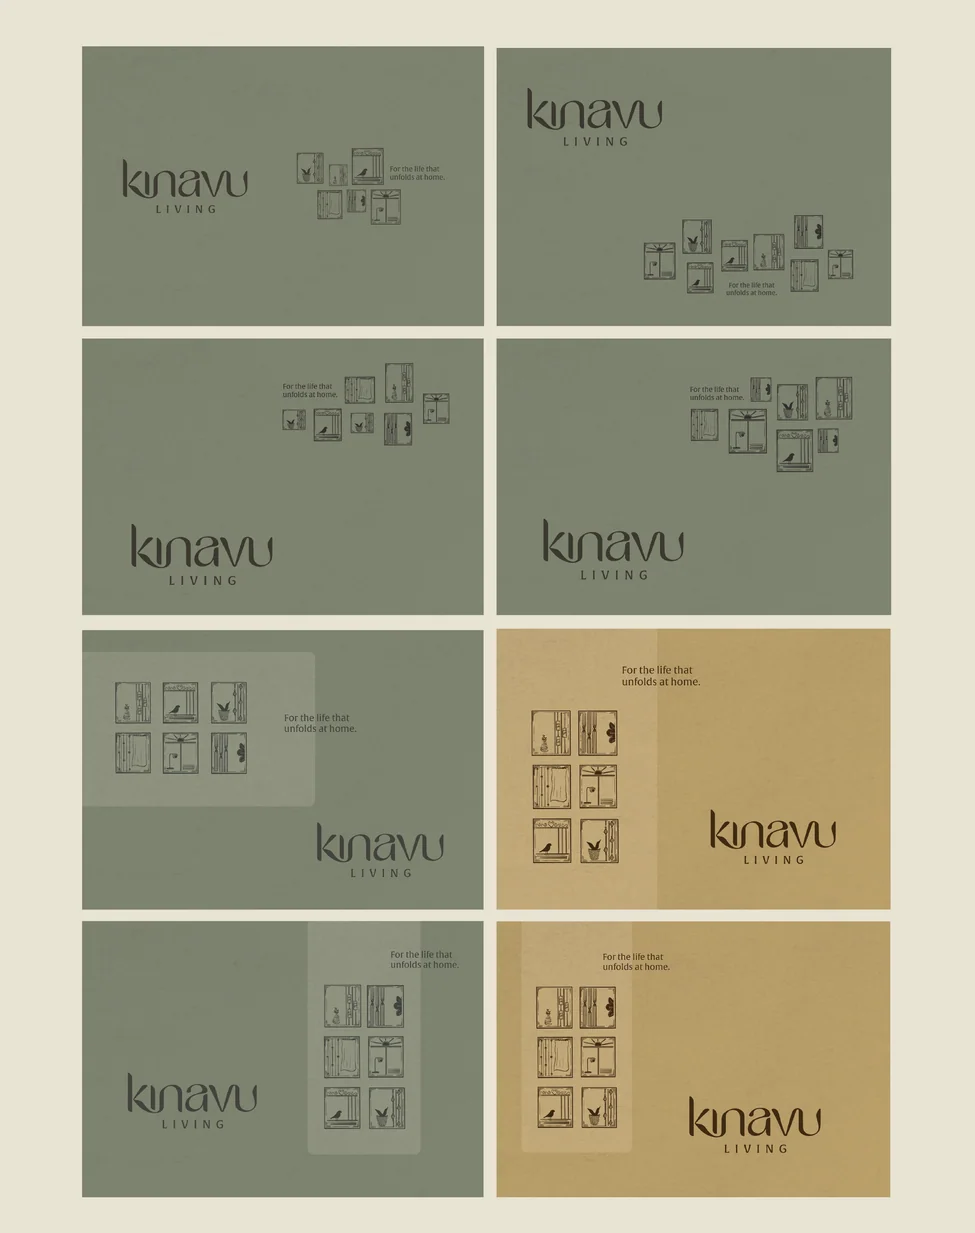 kinavu
LIVING
For the life that
unfolds at home.
kinavu
LIVING
For the life that
unfolds at home.
For the life that
unfolds at home.
kinavu
LIVING
For the life that
unfolds at home.
kinavu
LIVING
For the life that
unfolds at home.
kinavu
LIVING
For the life that
unfolds at home.
kinavu
LIVING
For the life that
unfolds at home.
kinavu
LIVING
For the life that
unfolds at home.
kinavu
LIVING